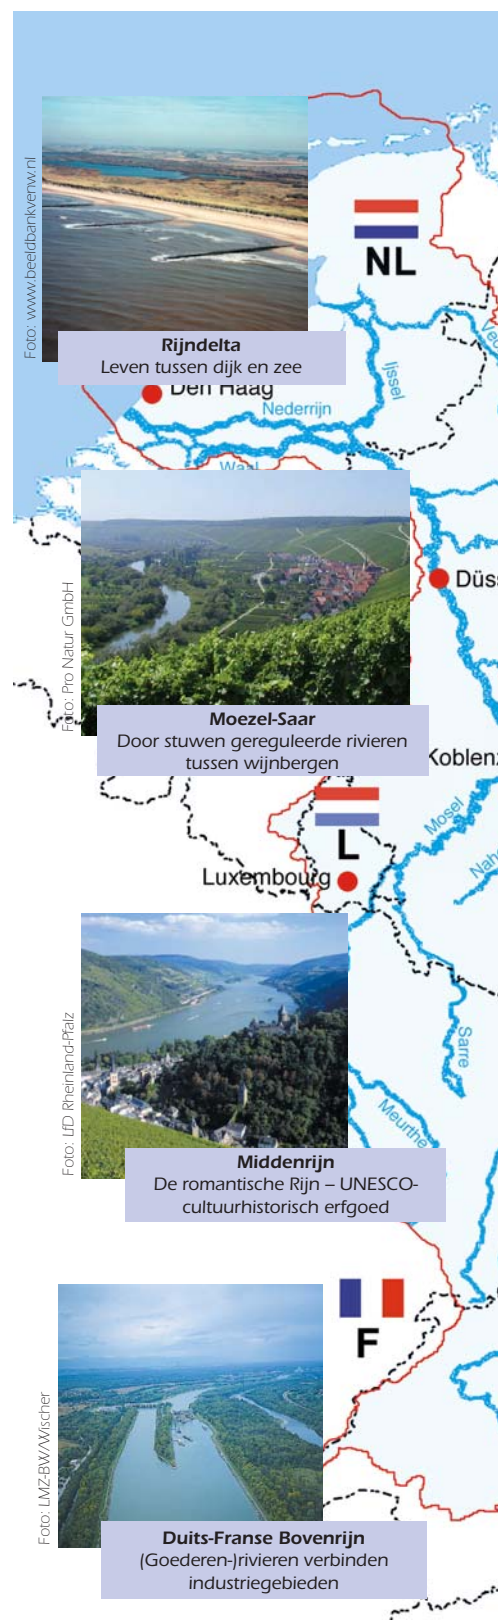 Foto: www.beeldbankvenw.nl
NL
Rijndelta
Leven tussen dijk en zee
IJssel
Den Haag
Nederrijn
Waal
Foto: Pro Natur GmbH
Moezel-Saar
Door stuwen gereguleerde rivieren
tussen wijnbergen
Koblenz
Mosel
L
Luxembourg
Sarre
Meurthe
Foto: LfD Rheinland-Pfalz
Middenrijn
De romantische Rijn – UNESCO-
cultuurhistorisch erfgoed
F
Foto: LMZ-BW/Wischer
Duits-Franse Bovenrijn
(Goederen-)rivieren verbinden
industriegebieden